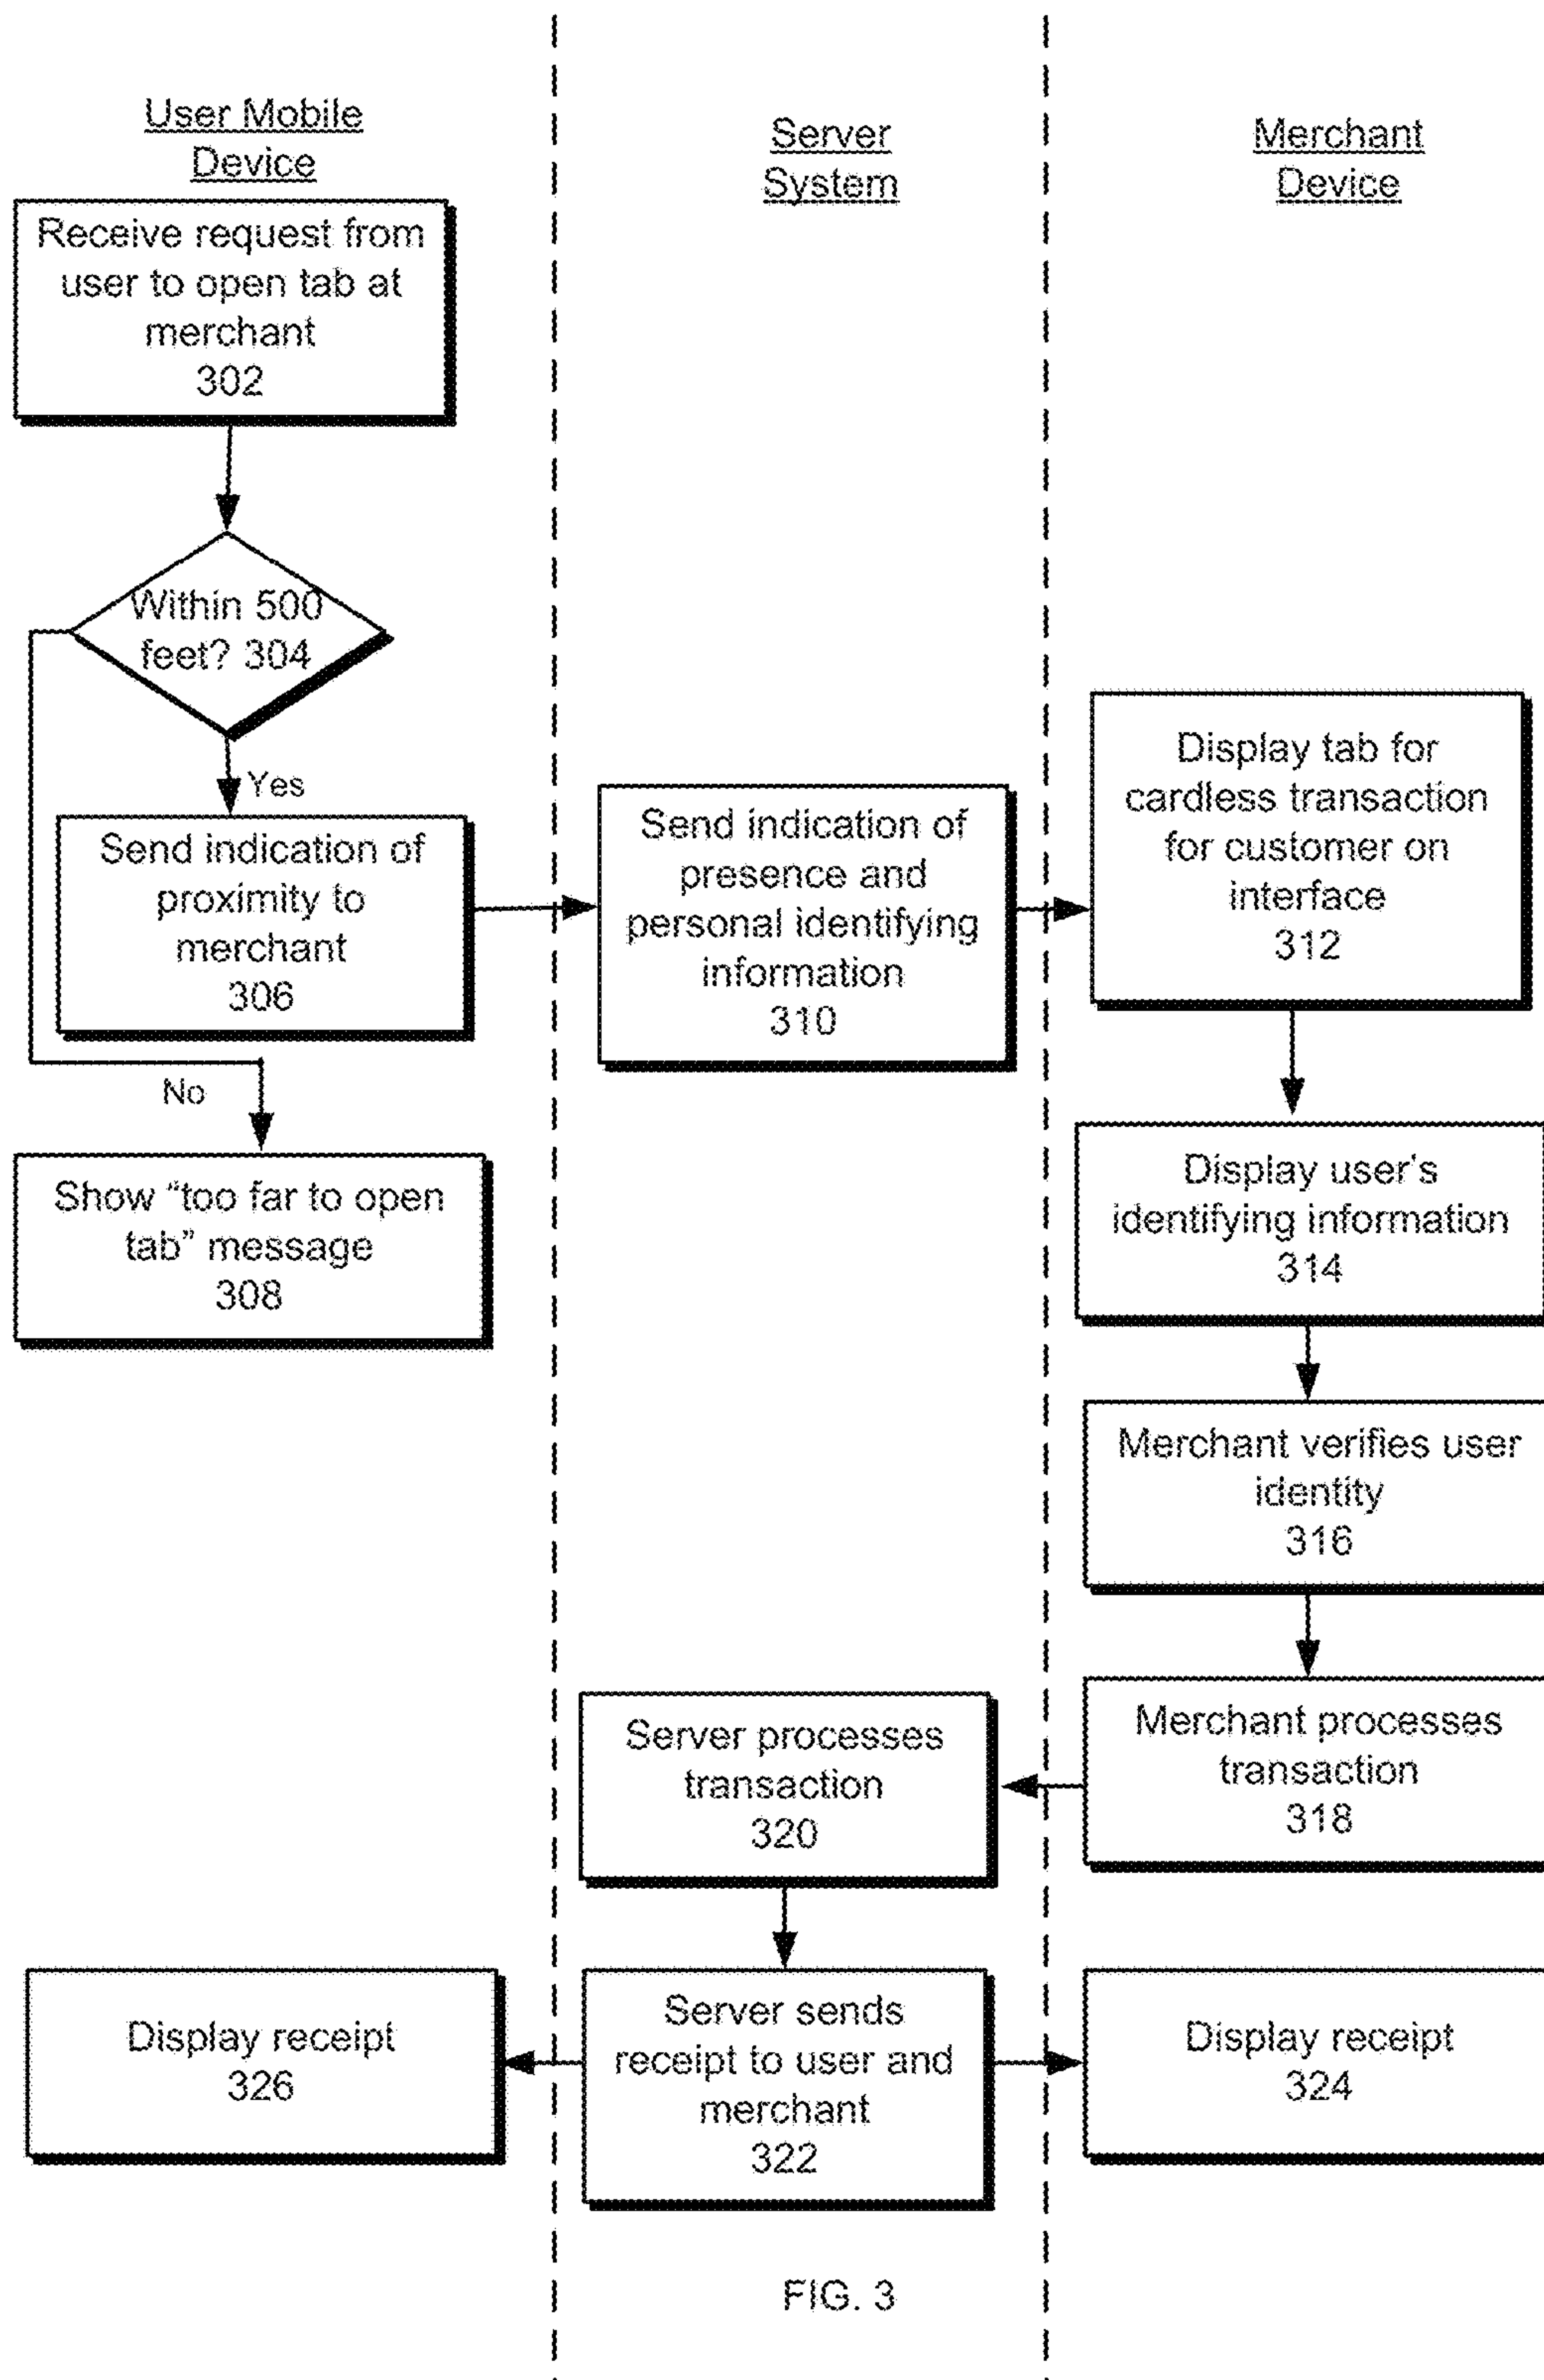 User Mobile
Device
Server
System
Merchant
Device
Receive request from
user to open tab at
merchant
302
Within 500
feet? 304
Yes
Send indication of
proximity to
merchant
306
No
Show “too far to open
tab” message
308
Send indication of
presence and
personal identifying
information
310
Display tab for
cardless transaction
for customer on
interface
312
Display user’s
identifying information
314
Merchant verifies user
identity
316
Merchant processes
transaction
318
Server processes
transaction
320
Server sends
receipt to user and
merchant
322
Display receipt
326
Display receipt
324
FIG. 3